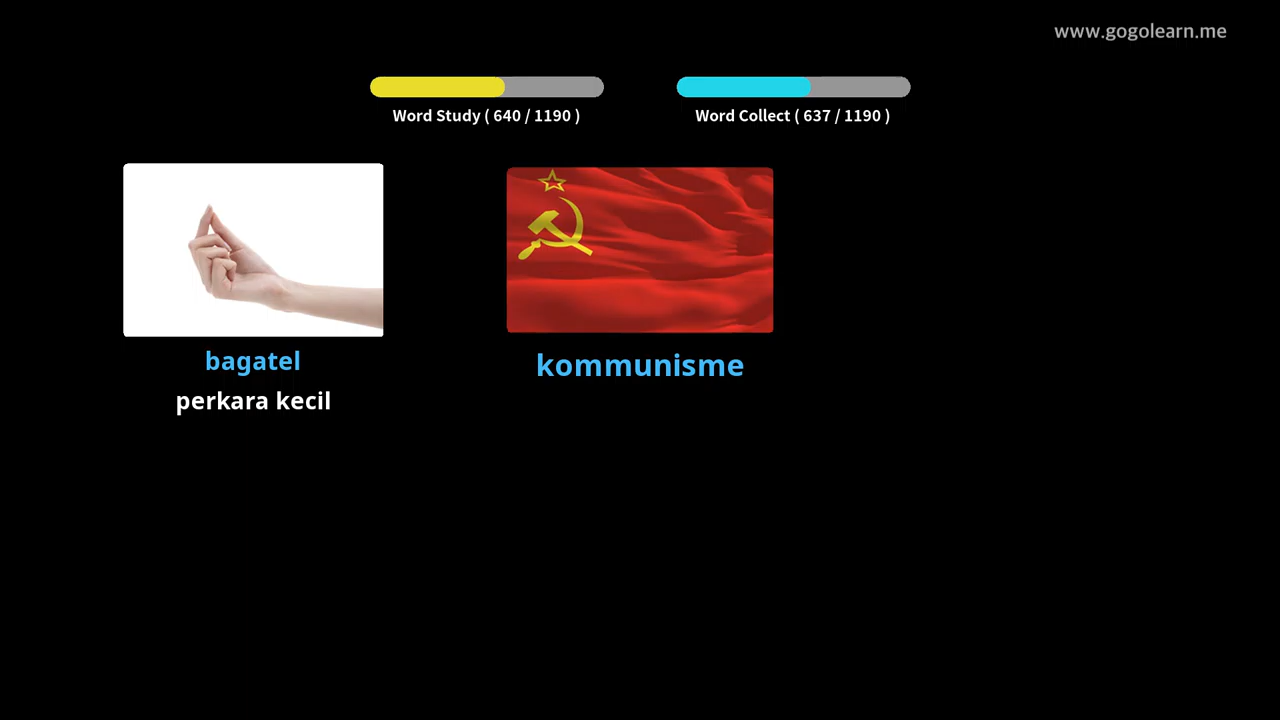 www.gogolearn.me
Word Study ( 640 / 1190 )
Word Collect ( 637 / 1190 )
bagatel
perkara kecil
kommunisme